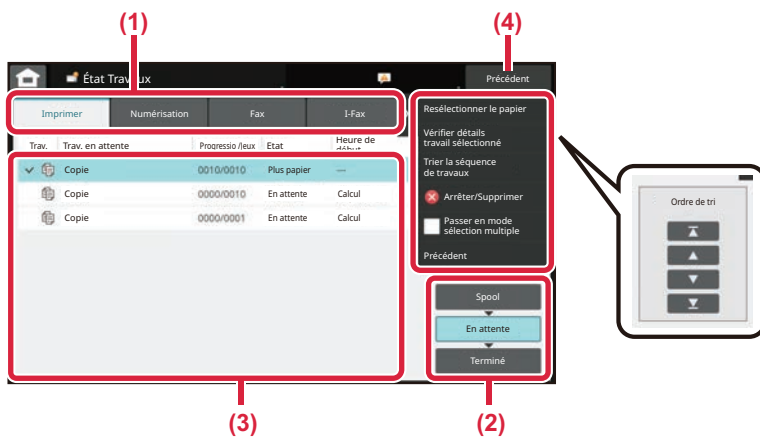 (1)
(4)
État Travaux
Précédent
Imprimer Numérisation Fax I-Fax
Trav. Trav. en attente Progressio /Jeux Etat Heure de début
Copie 0010/0010 Plus papier ---
Copie 0000/0010 En attente Calcul
Copie 0000/0001 En attente Calcul
Resélectionner le papier
Vérifier détails
travail sélectionné
Trier la séquence
de travaux
Arrêter/Supprimer
Passer en mode
sélection multiple
Précédent
Spool
En attente
Terminé
Ordre de tri
(3)
(2)